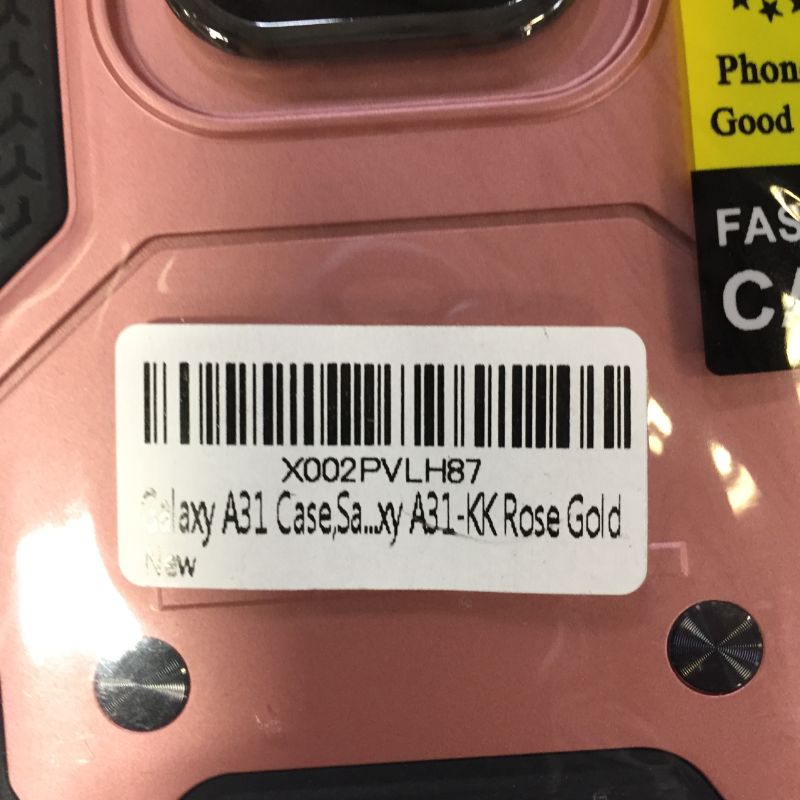 Phon
Good
FAS
CA
X002PVLH87
Galaxy A31 Case,Sa...xy A31-KK Rose Gold
New